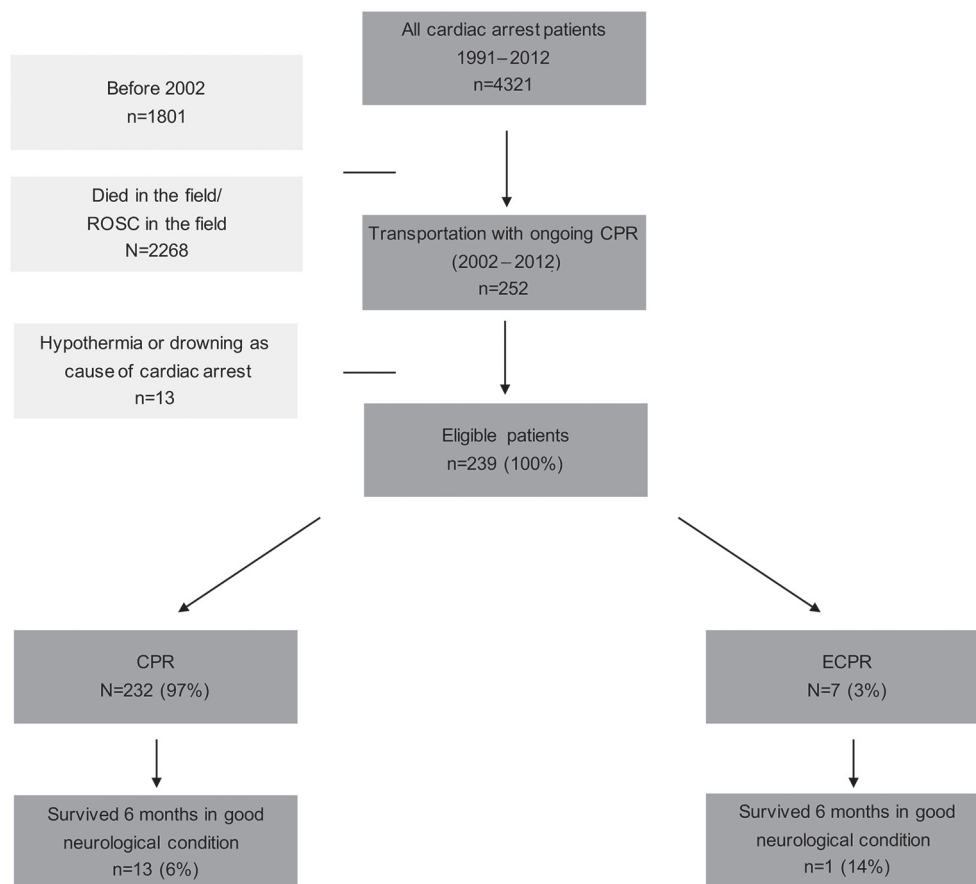 All cardiac arrest patients
1991–2012
n=4321
Before 2002
n=1801
Died in the field/
ROSC in the field
N=2268
Transportation with ongoing CPR
(2002–2012)
n=252
Hypothermia or drowning as
cause of cardiac arrest
n=13
Eligible patients
n=239 (100%)
CPR
N=232 (97%)
ECPR
N=7 (3%)
Survived 6 months in good
neurological condition
n=13 (6%)
Survived 6 months in good
neurological condition
n=1 (14%)